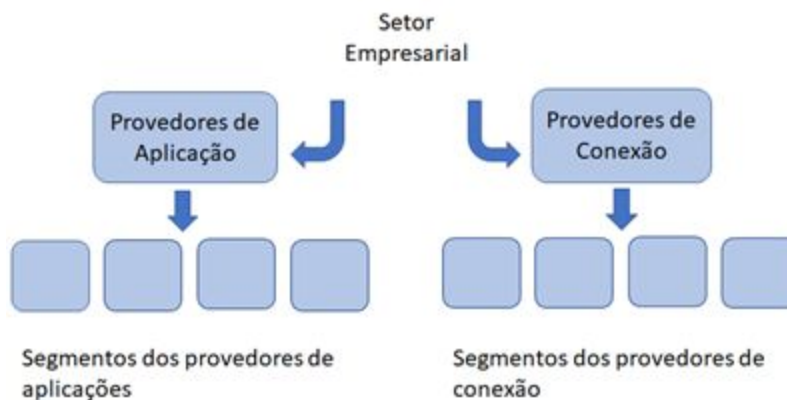 Setor
Empresarial
Provedores de
Aplicação
Provedores de
Conexão
Segmentos dos provedores de
aplicações
Segmentos dos provedores de
conexão